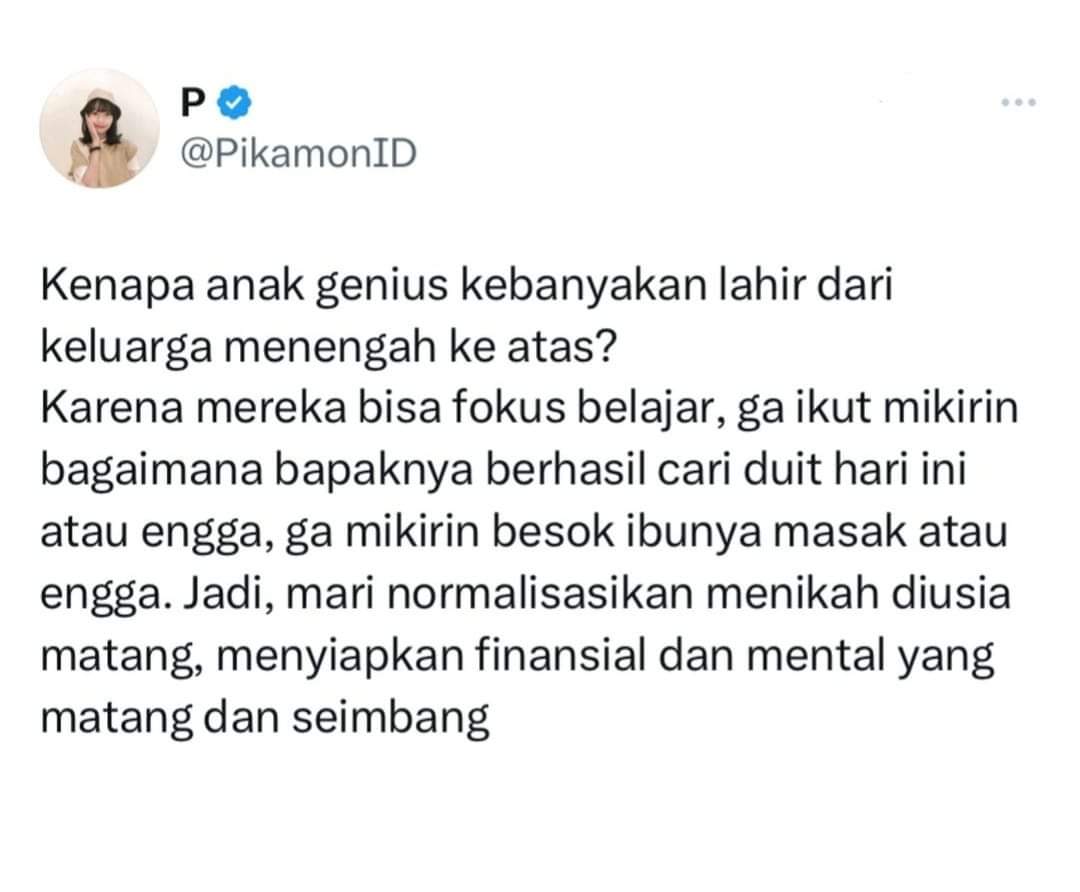 P
@PikamonID
Kenapa anak genius kebanyakan lahir dari
keluarga menengah ke atas?
Karena mereka bisa fokus belajar, ga ikut mikirin
bagaimana bapaknya berhasil cari duit hari ini
atau engga, ga mikirin besok ibunya masak atau
engga. Jadi, mari normalisasikan menikah diusia
matang, menyiapkan finansial dan mental yang
matang dan seimbang